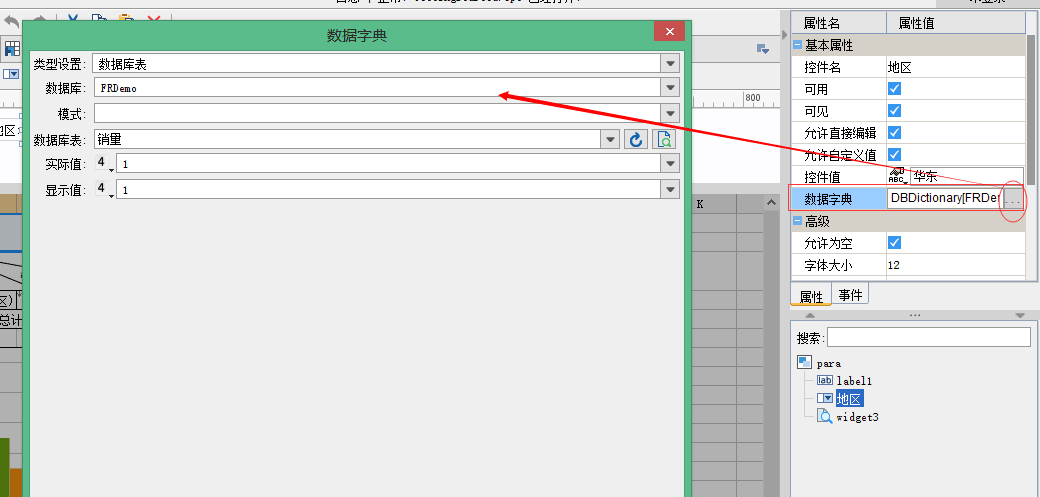 数据字典
类型设置: 数据库表
数据库: FRDemo
模式:
数据库表: 销量
实际值: 4 1
显示值: 4 1
800
K
地区:
区)
总计
属性名 属性值
基本属性
控件名 地区
可用
可见
允许直接编辑
允许自定义值
控件值 ABC 华东
数据字典 DBDictionary[FRDer ...
高级
允许为空
字体大小 12
属性 事件
搜索:
para
lab label1
地区
widget3